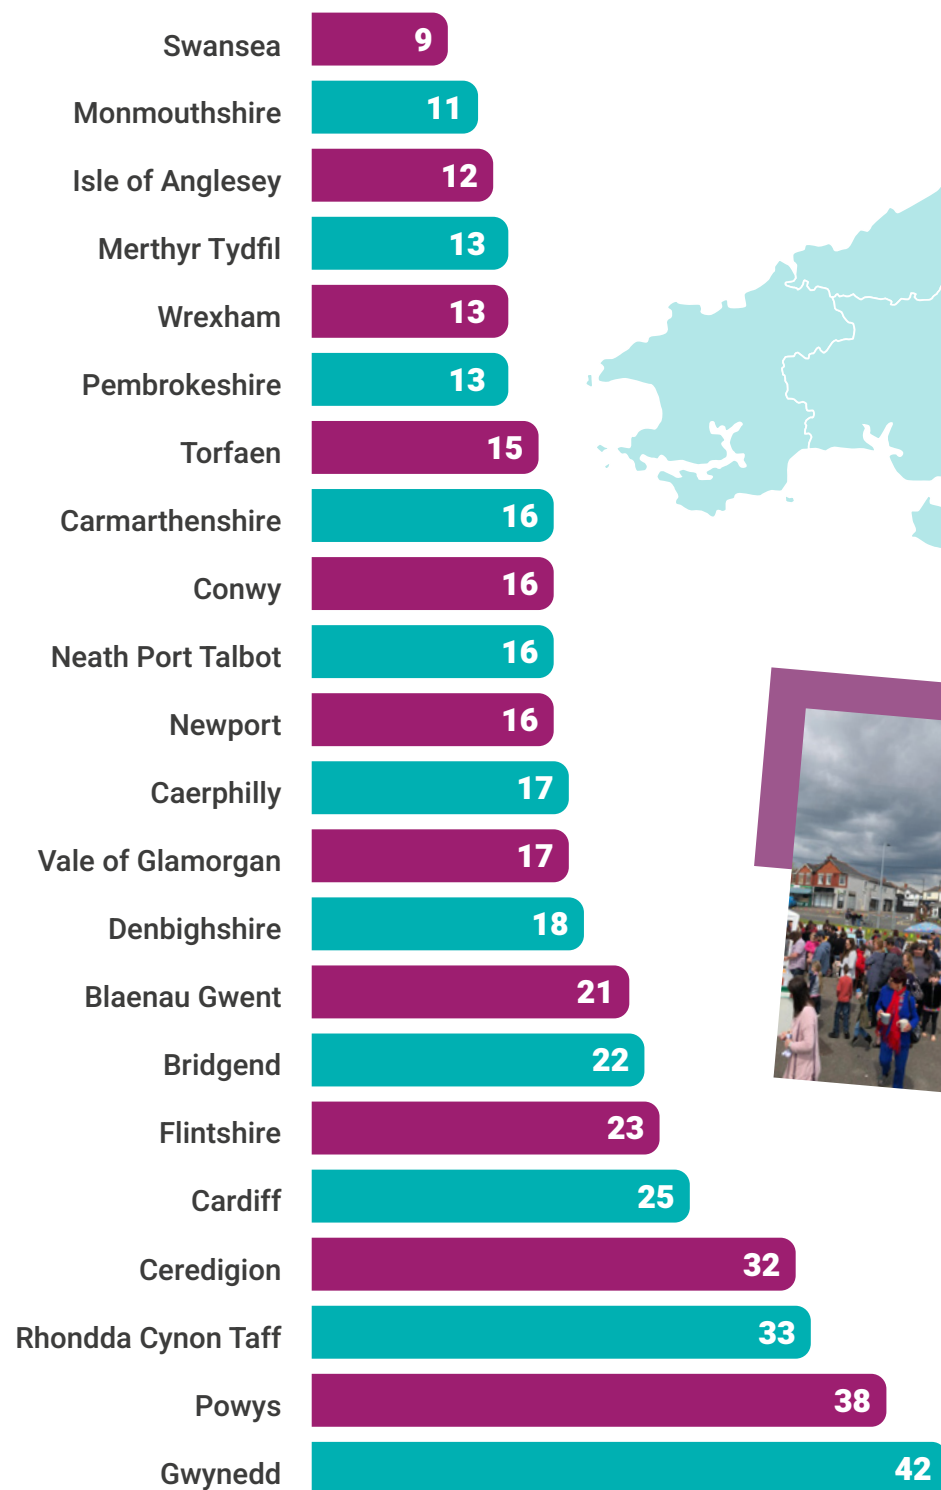 Swansea 9
Monmouthshire 11
Isle of Anglesey 12
Merthyr Tydfil 13
Wrexham 13
Pembrokeshire 13
Torfaen 15
Carmarthenshire 16
Conwy 16
Neath Port Talbot 16
Newport 16
Caerphilly 17
Vale of Glamorgan 17
Denbighshire 18
Blaenau Gwent 21
Bridgend 22
Flintshire 23
Cardiff 25
Ceredigion 32
Rhondda Cynon Taff 33
Powys 38
Gwynedd 42